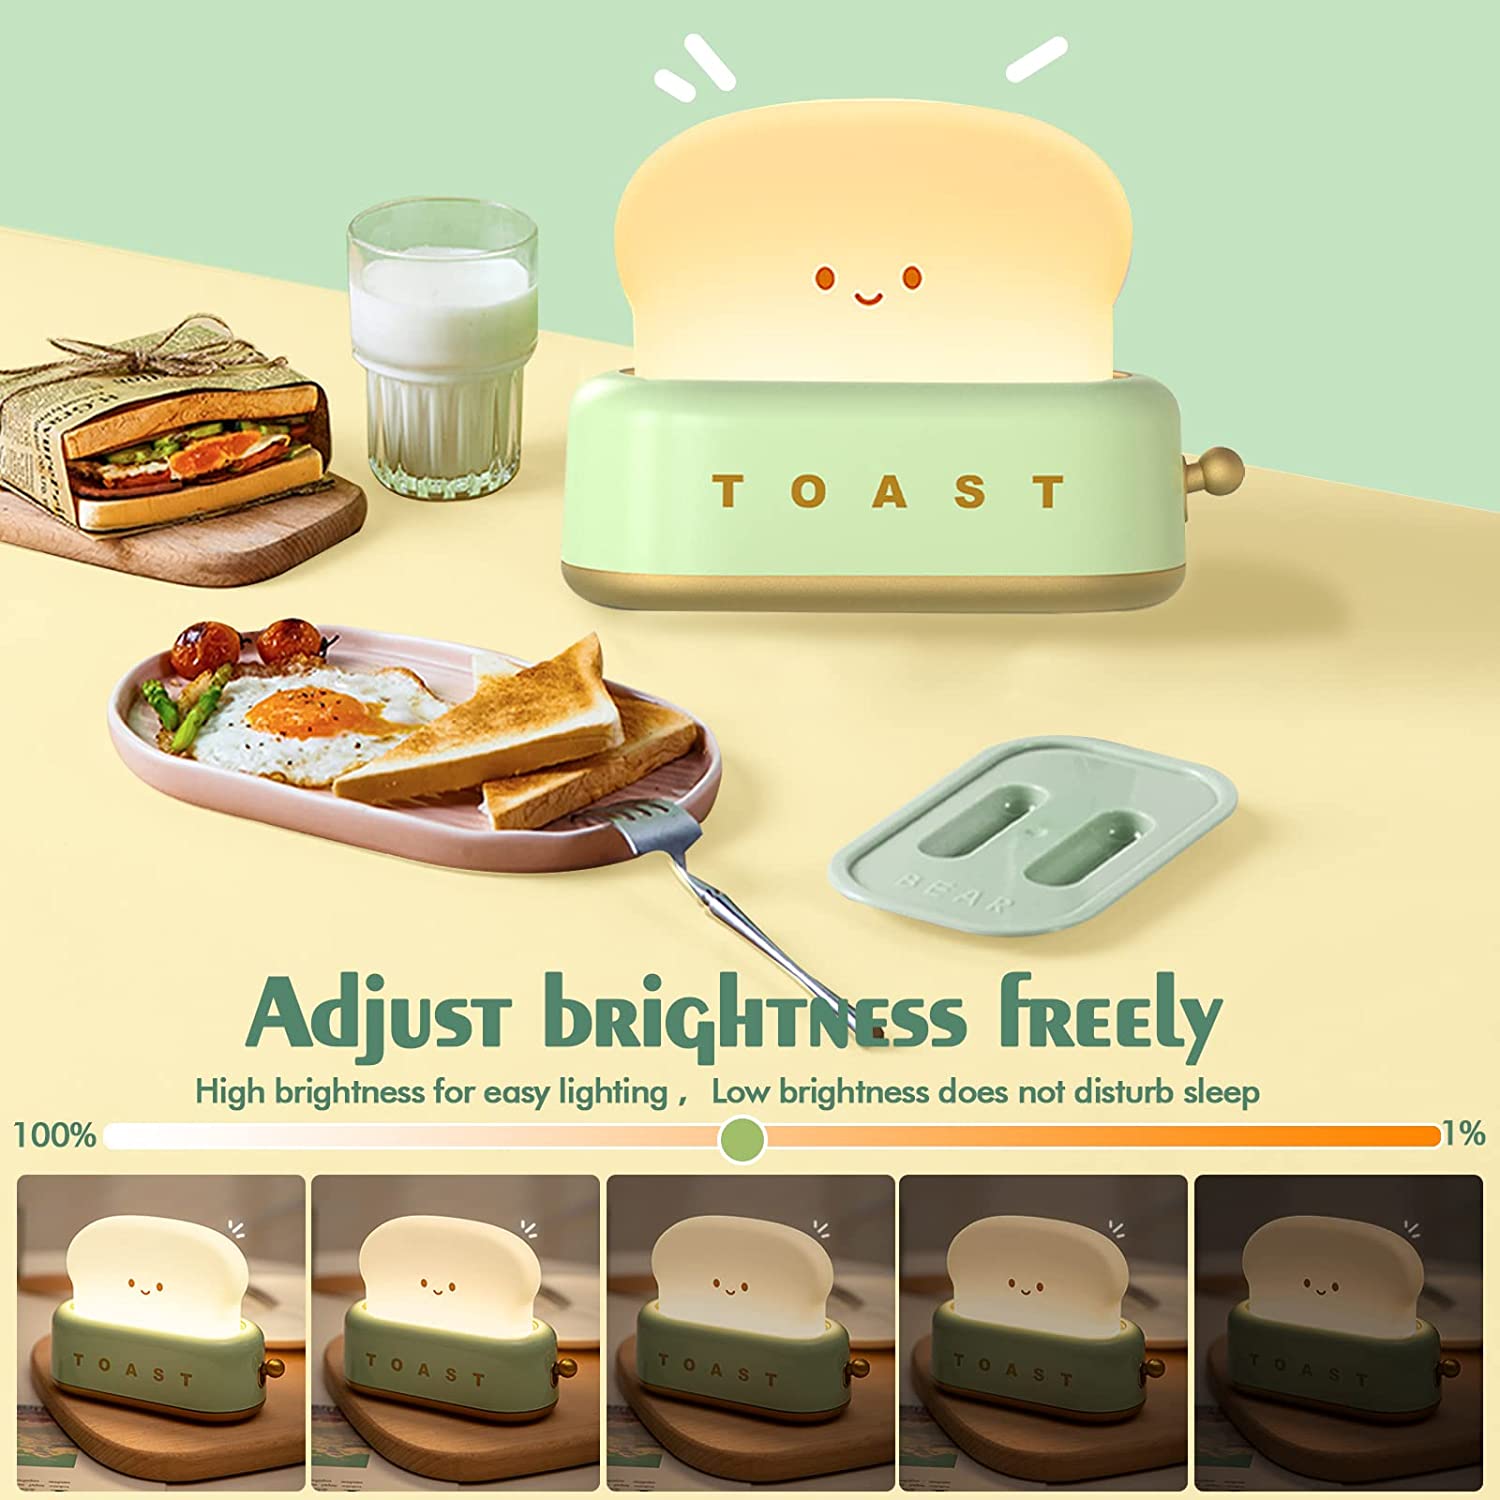 TOAST
BEAR
Adjust brightness freely
High brightness for easy lighting , Low brightness does not disturb sleep
100% 1%
TOAST TOAST TOAST TOAST TOAST